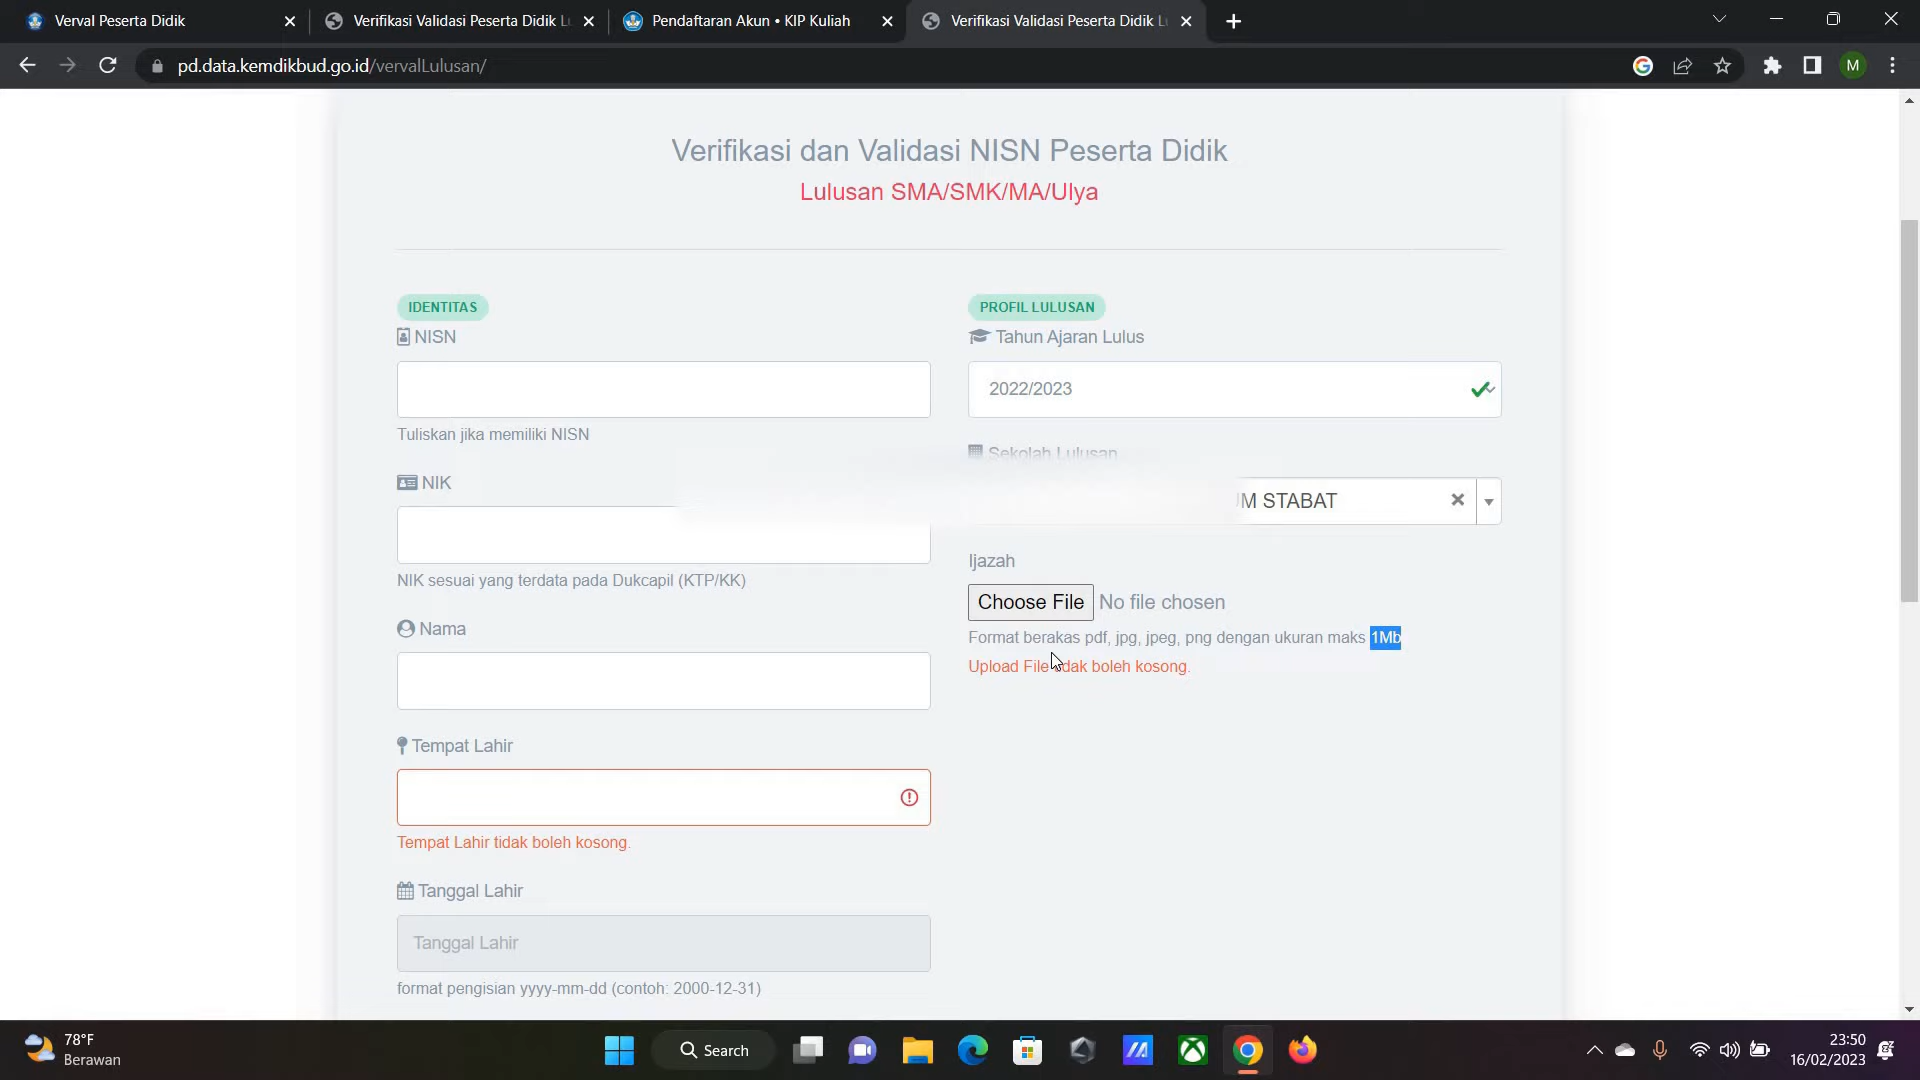 Verval Peserta Didik
Verifikasi Validasi Peserta Didik L
Pendaftaran Akun • KIP Kuliah
Verifikasi Validasi Peserta Didik L
pd.data.kemdikbud.go.id/vervalLulusan/
M
Verifikasi dan Validasi NISN Peserta Didik
Lulusan SMA/SMK/MA/Ulya
IDENTITAS
NISN
Tuliskan jika memiliki NISN
NIK
NIK sesuai yang terdata pada Dukcapil (KTP/KK)
Nama
Tempat Lahir
Tempat Lahir tidak boleh kosong.
Tanggal Lahir
Tanggal Lahir
format pengisian yyyy-mm-dd (contoh: 2000-12-31)
PROFIL LULUSAN
Tahun Ajaran Lulus
2022/2023
Sekolah Lulusan
STABAT
Ijazah
Choose File No file chosen
Format berakas pdf, jpg, jpeg, png dengan ukuran maks 1Mb
Upload File tidak boleh kosong.
78°F
Berawan
Search
23:50
16/02/2023